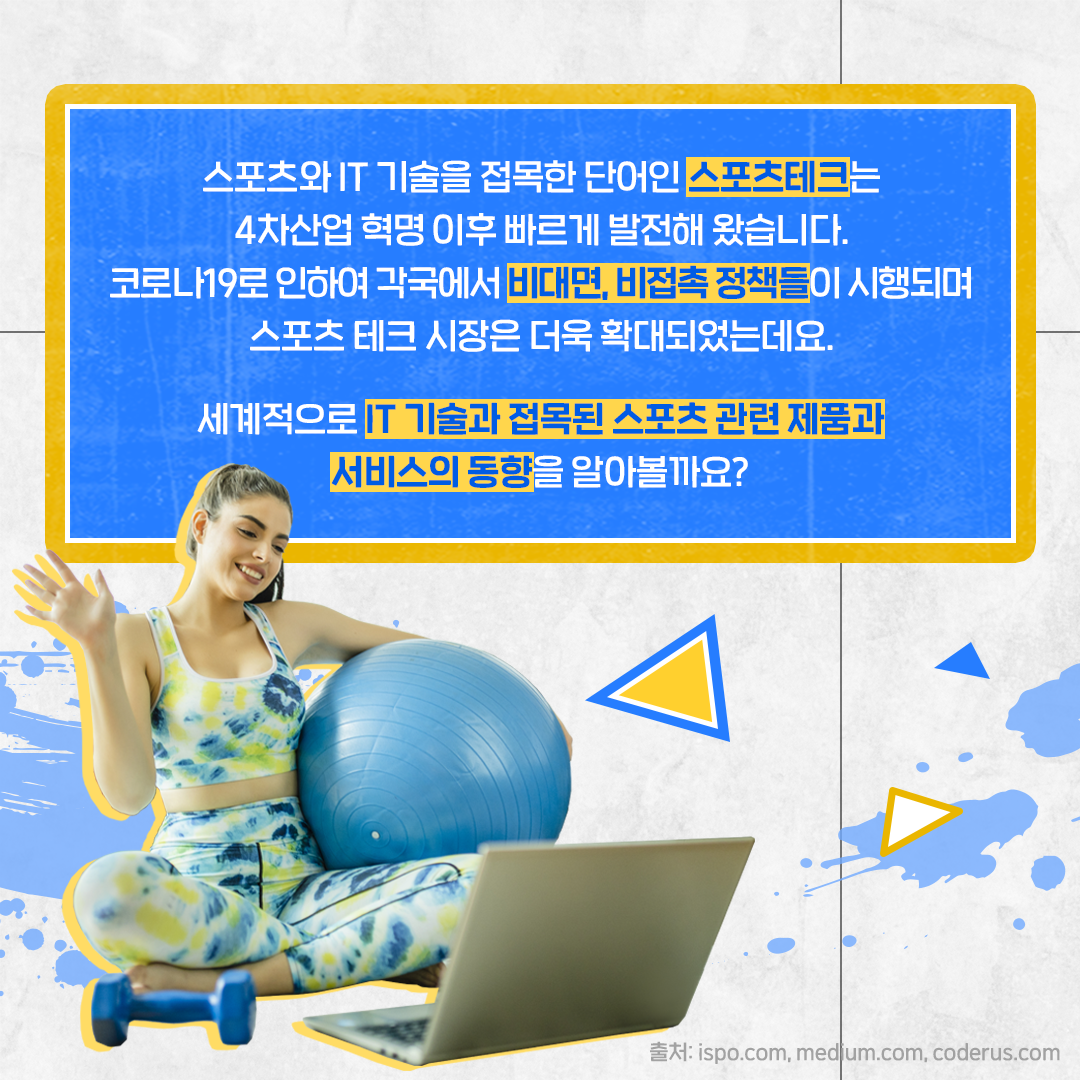 스포츠와 IT 기술을 접목한 단어인 스포츠테크는
4차산업 혁명 이후 빠르게 발전해 왔습니다.
코로나19로 인하여 각국에서 비대면, 비접촉 정책들이 시행되며
스포츠 테크 시장은 더욱 확대되었는데요.
세계적으로 IT 기술과 접목된 스포츠 관련 제품과
서비스의 동향을 알아볼까요?
출처: ispo.com, medium.com, coderus.com